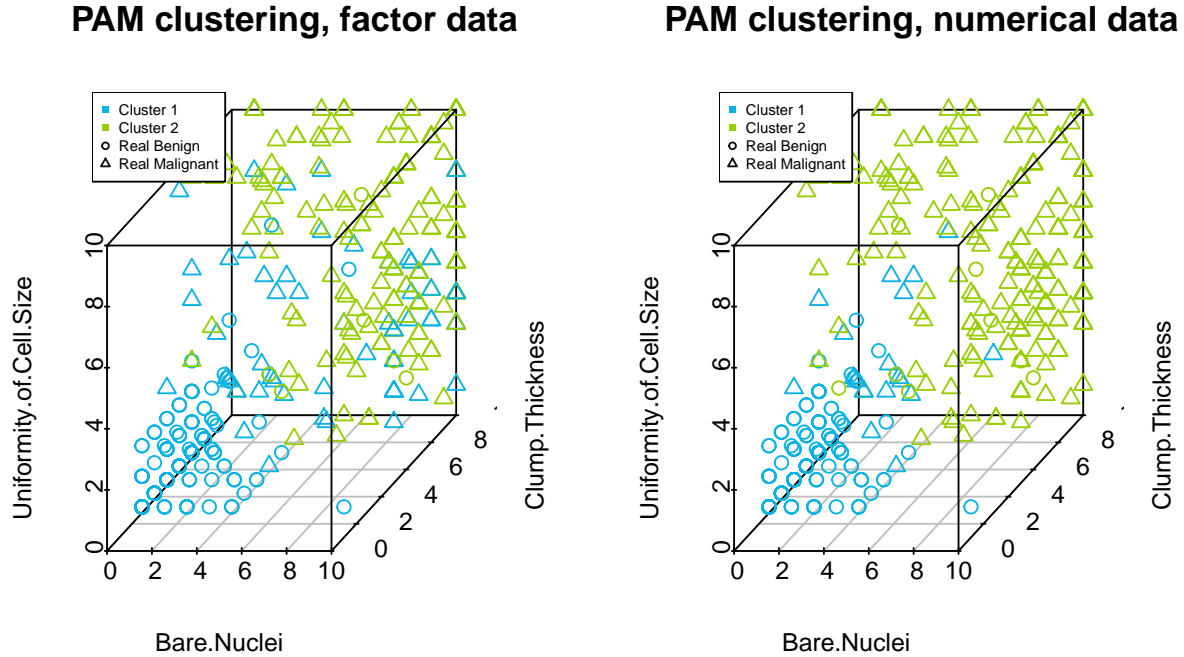 PAM clustering, factor data
Cluster 1
Cluster 2
Real Benign
Real Malignant
Uniformity.of.Cell.Size
0
2
4
6
8
10
0 2 4 6 8 10
Bare.Nuclei
0
2
4
6
8
Clump.Thickness
PAM clustering, numerical data
Cluster 1
Cluster 2
Real Benign
Real Malignant
Uniformity.of.Cell.Size
0
2
4
6
8
10
0 2 4 6 8 10
Bare.Nuclei
0
2
4
6
8
Clump.Thickness